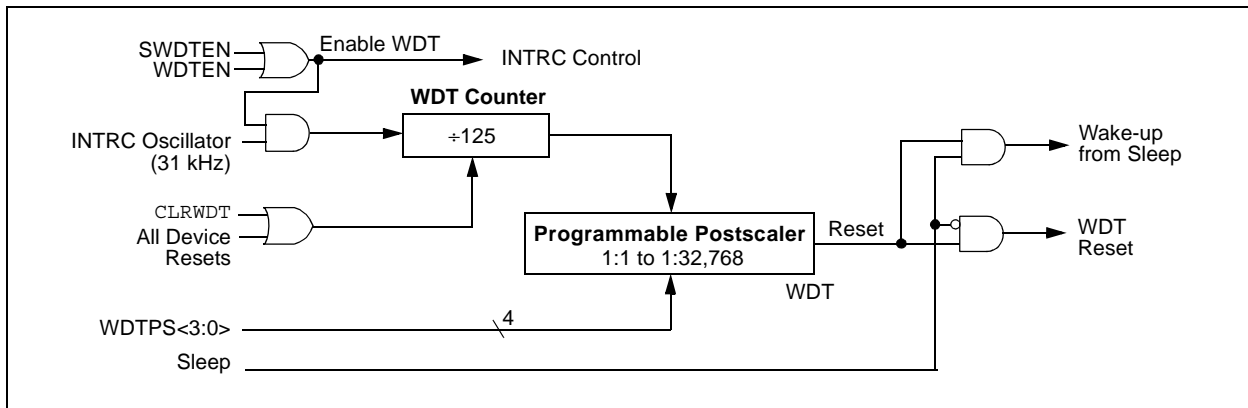 SWDTEN
WDTEN
Enable WDT
INTRC Control
WDT Counter
INTRC Oscillator
(31 kHz)
÷125
Wake-up
from Sleep
CLRWDT
All Device
Resets
Programmable Postscaler
1:1 to 1:32,768
Reset
WDT
Reset
WDT
WDTPS<3:0>
4
Sleep